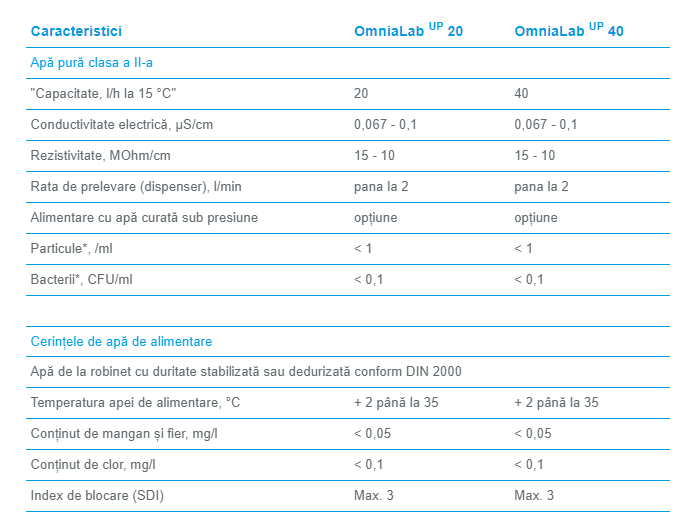 Caracteristici OmniaLab UP 20 OmniaLab UP 40
Apă pură clasa a II-a
"Capacitate, l/h la 15 °C" 20 40
Conductivitate electrică, µS/cm 0,067 - 0,1 0,067 - 0,1
Rezistivitate, MOhm/cm 15 - 10 15 - 10
Rata de prelevare (dispenser), l/min pana la 2 pana la 2
Alimentare cu apă curată sub presiune opțiune opțiune
Particule*, /ml < 1 < 1
Bacterii*, CFU/ml < 0,1 < 0,1
Cerințele de apă de alimentare
Apă de la robinet cu duritate stabilizată sau dedurizată conform DIN 2000
Temperatura apei de alimentare, °C + 2 până la 35 + 2 până la 35
Conținut de mangan și fier, mg/l < 0,05 < 0,05
Conținut de clor, mg/l < 0,1 < 0,1
Index de blocare (SDI) Max. 3 Max. 3